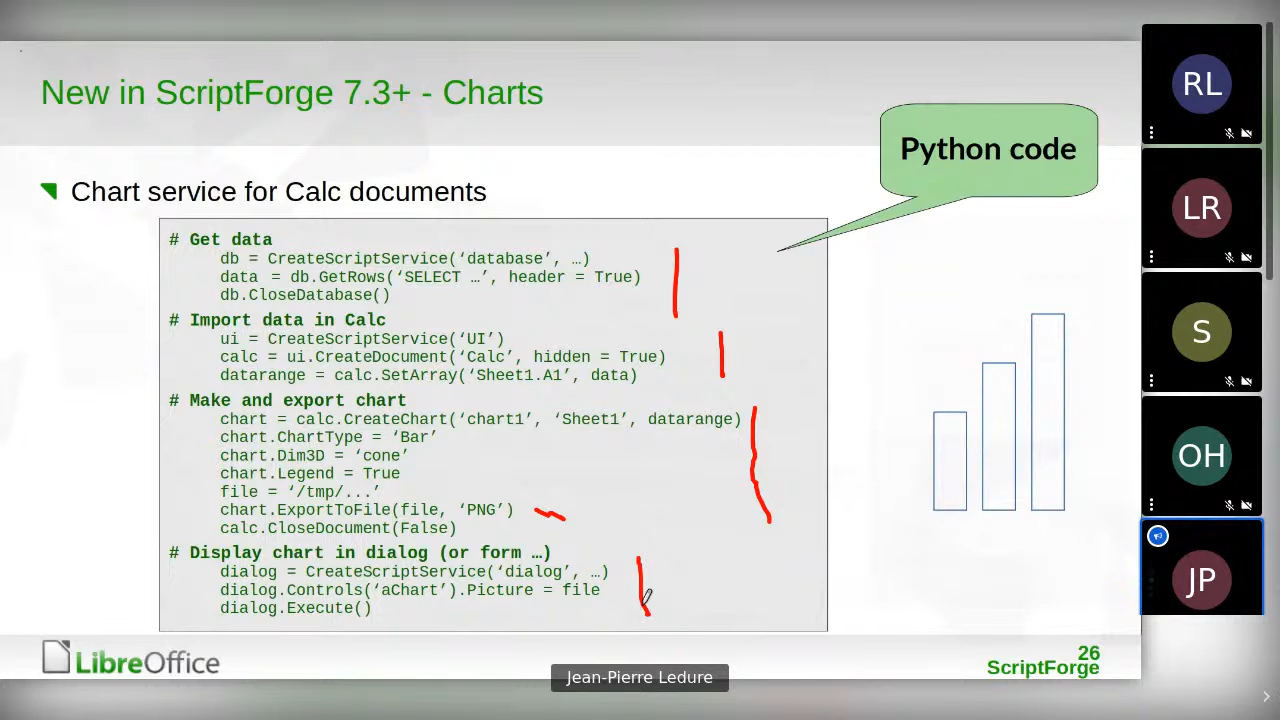 New in ScriptForge 7.3+ - Charts
Python code
Chart service for Calc documents
# Get data
db = CreateScriptService(‘database’, …)
data = db.GetRows(‘SELECT …’, header = True)
db.CloseDatabase()
# Import data in Calc
ui = CreateScriptService(‘UI’)
calc = ui.CreateDocument(‘Calc’, hidden = True)
datarange = calc.SetArray(‘Sheet1.A1’, data)
# Make and export chart
chart = calc.CreateChart(‘chart1’, ‘Sheet1’, datarange)
chart.ChartType = ‘Bar’
chart.Dim3D = ‘cone’
chart.Legend = True
file = ‘/tmp/...’
chart.ExportToFile(file, ‘PNG’)
calc.CloseDocument(False)
# Display chart in dialog (or form …)
dialog = CreateScriptService(‘dialog’, …)
dialog.Controls(‘aChart’).Picture = file
dialog.Execute()
LibreOffice
26
ScriptForge
Jean-Pierre Ledure
RL
LR
S
OH
JP